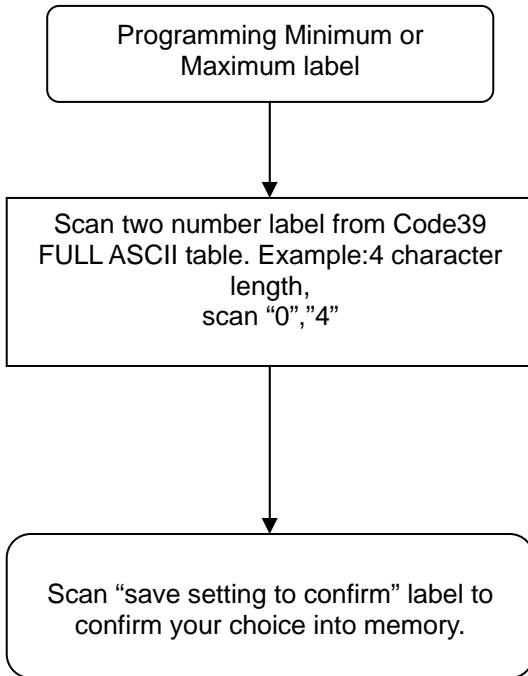 Programming Minimum or
Maximum label
Scan two number label from Code39
FULL ASCII table. Example:4 character
length,
scan “0”,”4”
Scan “save setting to confirm” label to
confirm your choice into memory.